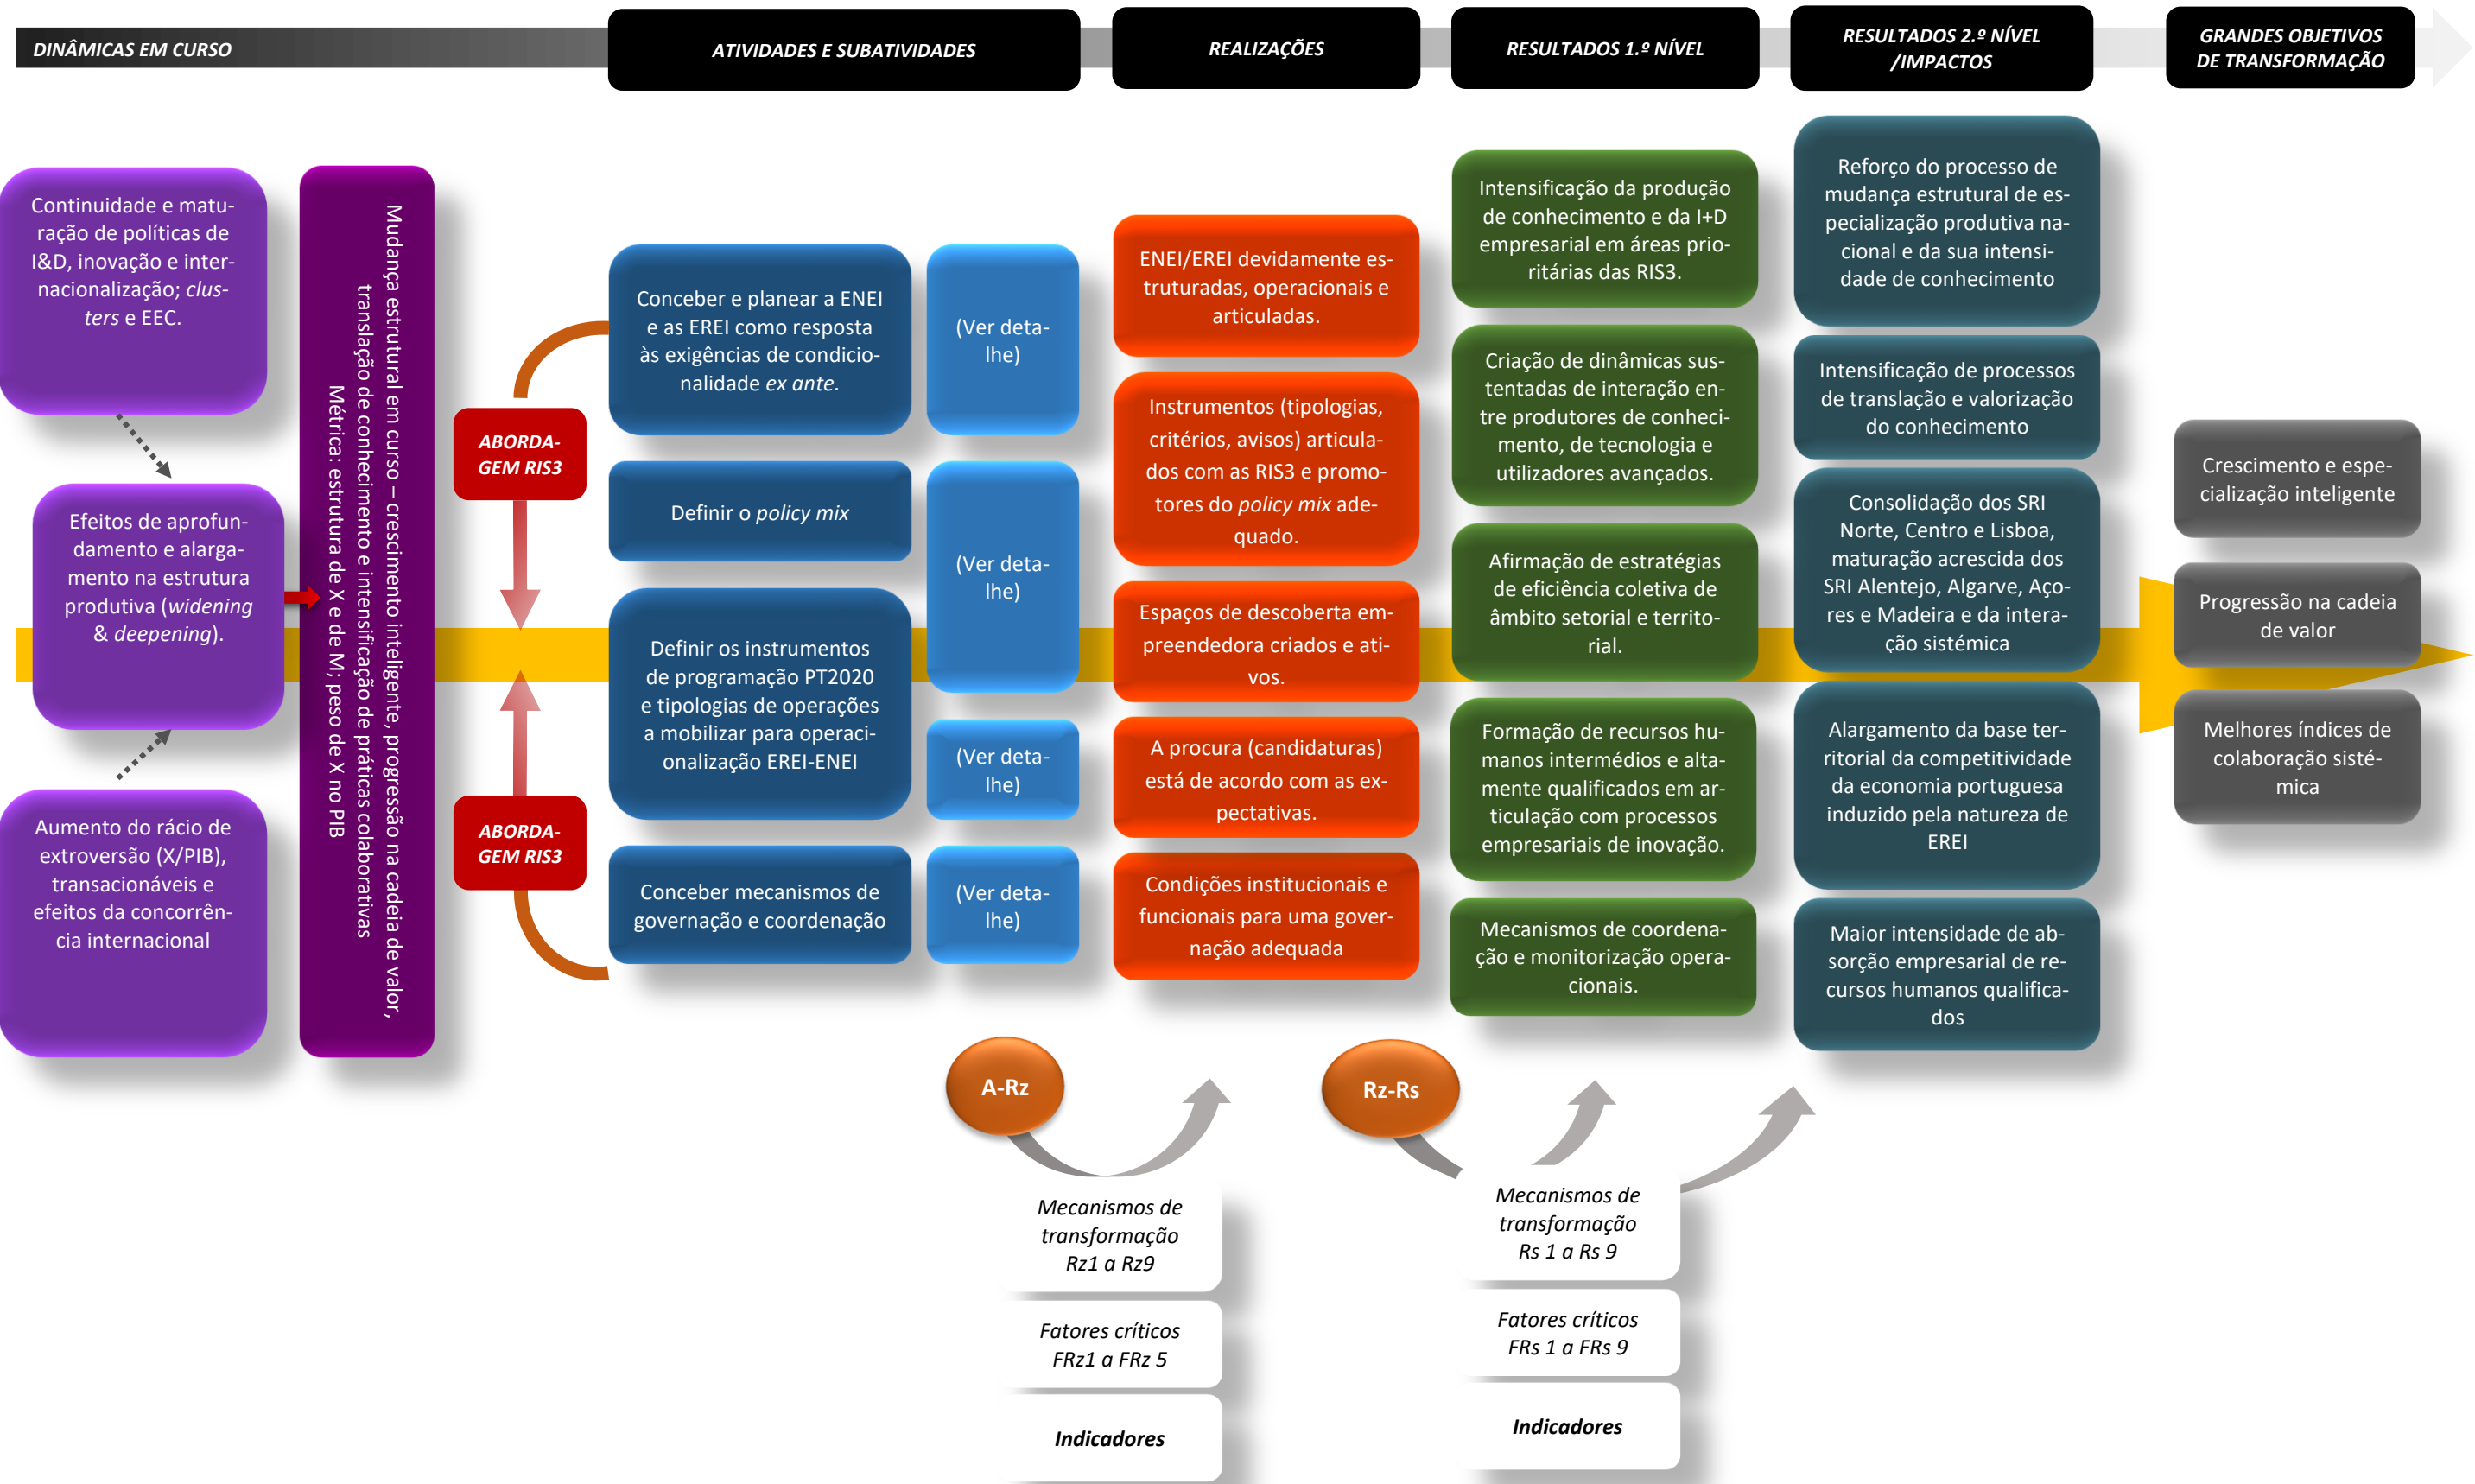 DINÂMICAS EM CURSO
ATIVIDADES E SUBATIVIDADES
REALIZAÇÕES
RESULTADOS 1.º NÍVEL
RESULTADOS 2.º NÍVEL
/IMPACTOS
GRANDES OBJETIVOS
DE TRANSFORMAÇÃO
Continuidade e matu-
ração de políticas de
I&D, inovação e inter-
nacionalização; clus-
ters e EEC.
Efeitos de aprofun-
damento e alarga-
mento na estrutura
produtiva (widening
& deepening).
Aumento do rácio de
extroversão (X/PIB),
transacionáveis e
efeitos da concorrên-
cia internacional
Mudança estrutural em curso – crescimento inteligente, progressão na cadeia de valor,
translação de conhecimento e intensificação de práticas colaborativas
Métrica: estrutura de X e de M; peso de X no PIB
ABORDA-
GEM RIS3
ABORDA-
GEM RIS3
Conceber e planear a ENEI
e as EREI como resposta
às exigências de condicio-
nalidade ex ante.
Definir o policy mix
Definir os instrumentos
de programação PT2020
e tipologias de operações
a mobilizar para operaci-
onalização EREI-ENEI
Conceber mecanismos de
governação e coordenação
(Ver deta-
lhe)
(Ver deta-
lhe)
(Ver deta-
lhe)
(Ver deta-
lhe)
ENEI/EREI devidamente es-
truturadas, operacionais e
articuladas.
Instrumentos (tipologias,
critérios, avisos) articula-
dos com as RIS3 e promo-
tores do policy mix ade-
quado.
Espaços de descoberta em-
preendedora criados e ati-
vos.
A procura (candidaturas)
está de acordo com as ex-
pectativas.
Condições institucionais e
funcionais para uma gover-
nação adequada
Intensificação da produção
de conhecimento e da I+D
empresarial em áreas prio-
ritárias das RIS3.
Criação de dinâmicas sus-
tentadas de interação en-
tre produtores de conheci-
mento, de tecnologia e
utilizadores avançados.
Afirmação de estratégias
de eficiência coletiva de
âmbito setorial e territo-
rial.
Formação de recursos hu-
manos intermédios e alta-
mente qualificados em ar-
ticulação com processos
empresariais de inovação.
Mecanismos de coordena-
ção e monitorização opera-
cionais.
Reforço do processo de
mudança estrutural de es-
pecialização produtiva na-
cional e da sua intensi-
dade de conhecimento
Intensificação de processos
de translação e valorização
do conhecimento
Consolidação dos SRI
Norte, Centro e Lisboa,
maturação acrescida dos
SRI Alentejo, Algarve, Aço-
res e Madeira e da intera-
ção sistémica
Alargamento da base ter-
ritorial da competitividade
da economia portuguesa
induzido pela natureza de
EREI
Maior intensidade de ab-
sorção empresarial de re-
cursos humanos qualifica-
dos
Crescimento e espe-
cialização inteligente
Progressão na cadeia
de valor
Melhores índices de
colaboração sisté-
mica
A-Rz
Mecanismos de
transformação
Rz1 a Rz9
Fatores críticos
FRz1 a FRz 5
Indicadores
Rz-Rs
Mecanismos de
transformação
Rs 1 a Rs 9
Fatores críticos
FRs 1 a FRs 9
Indicadores